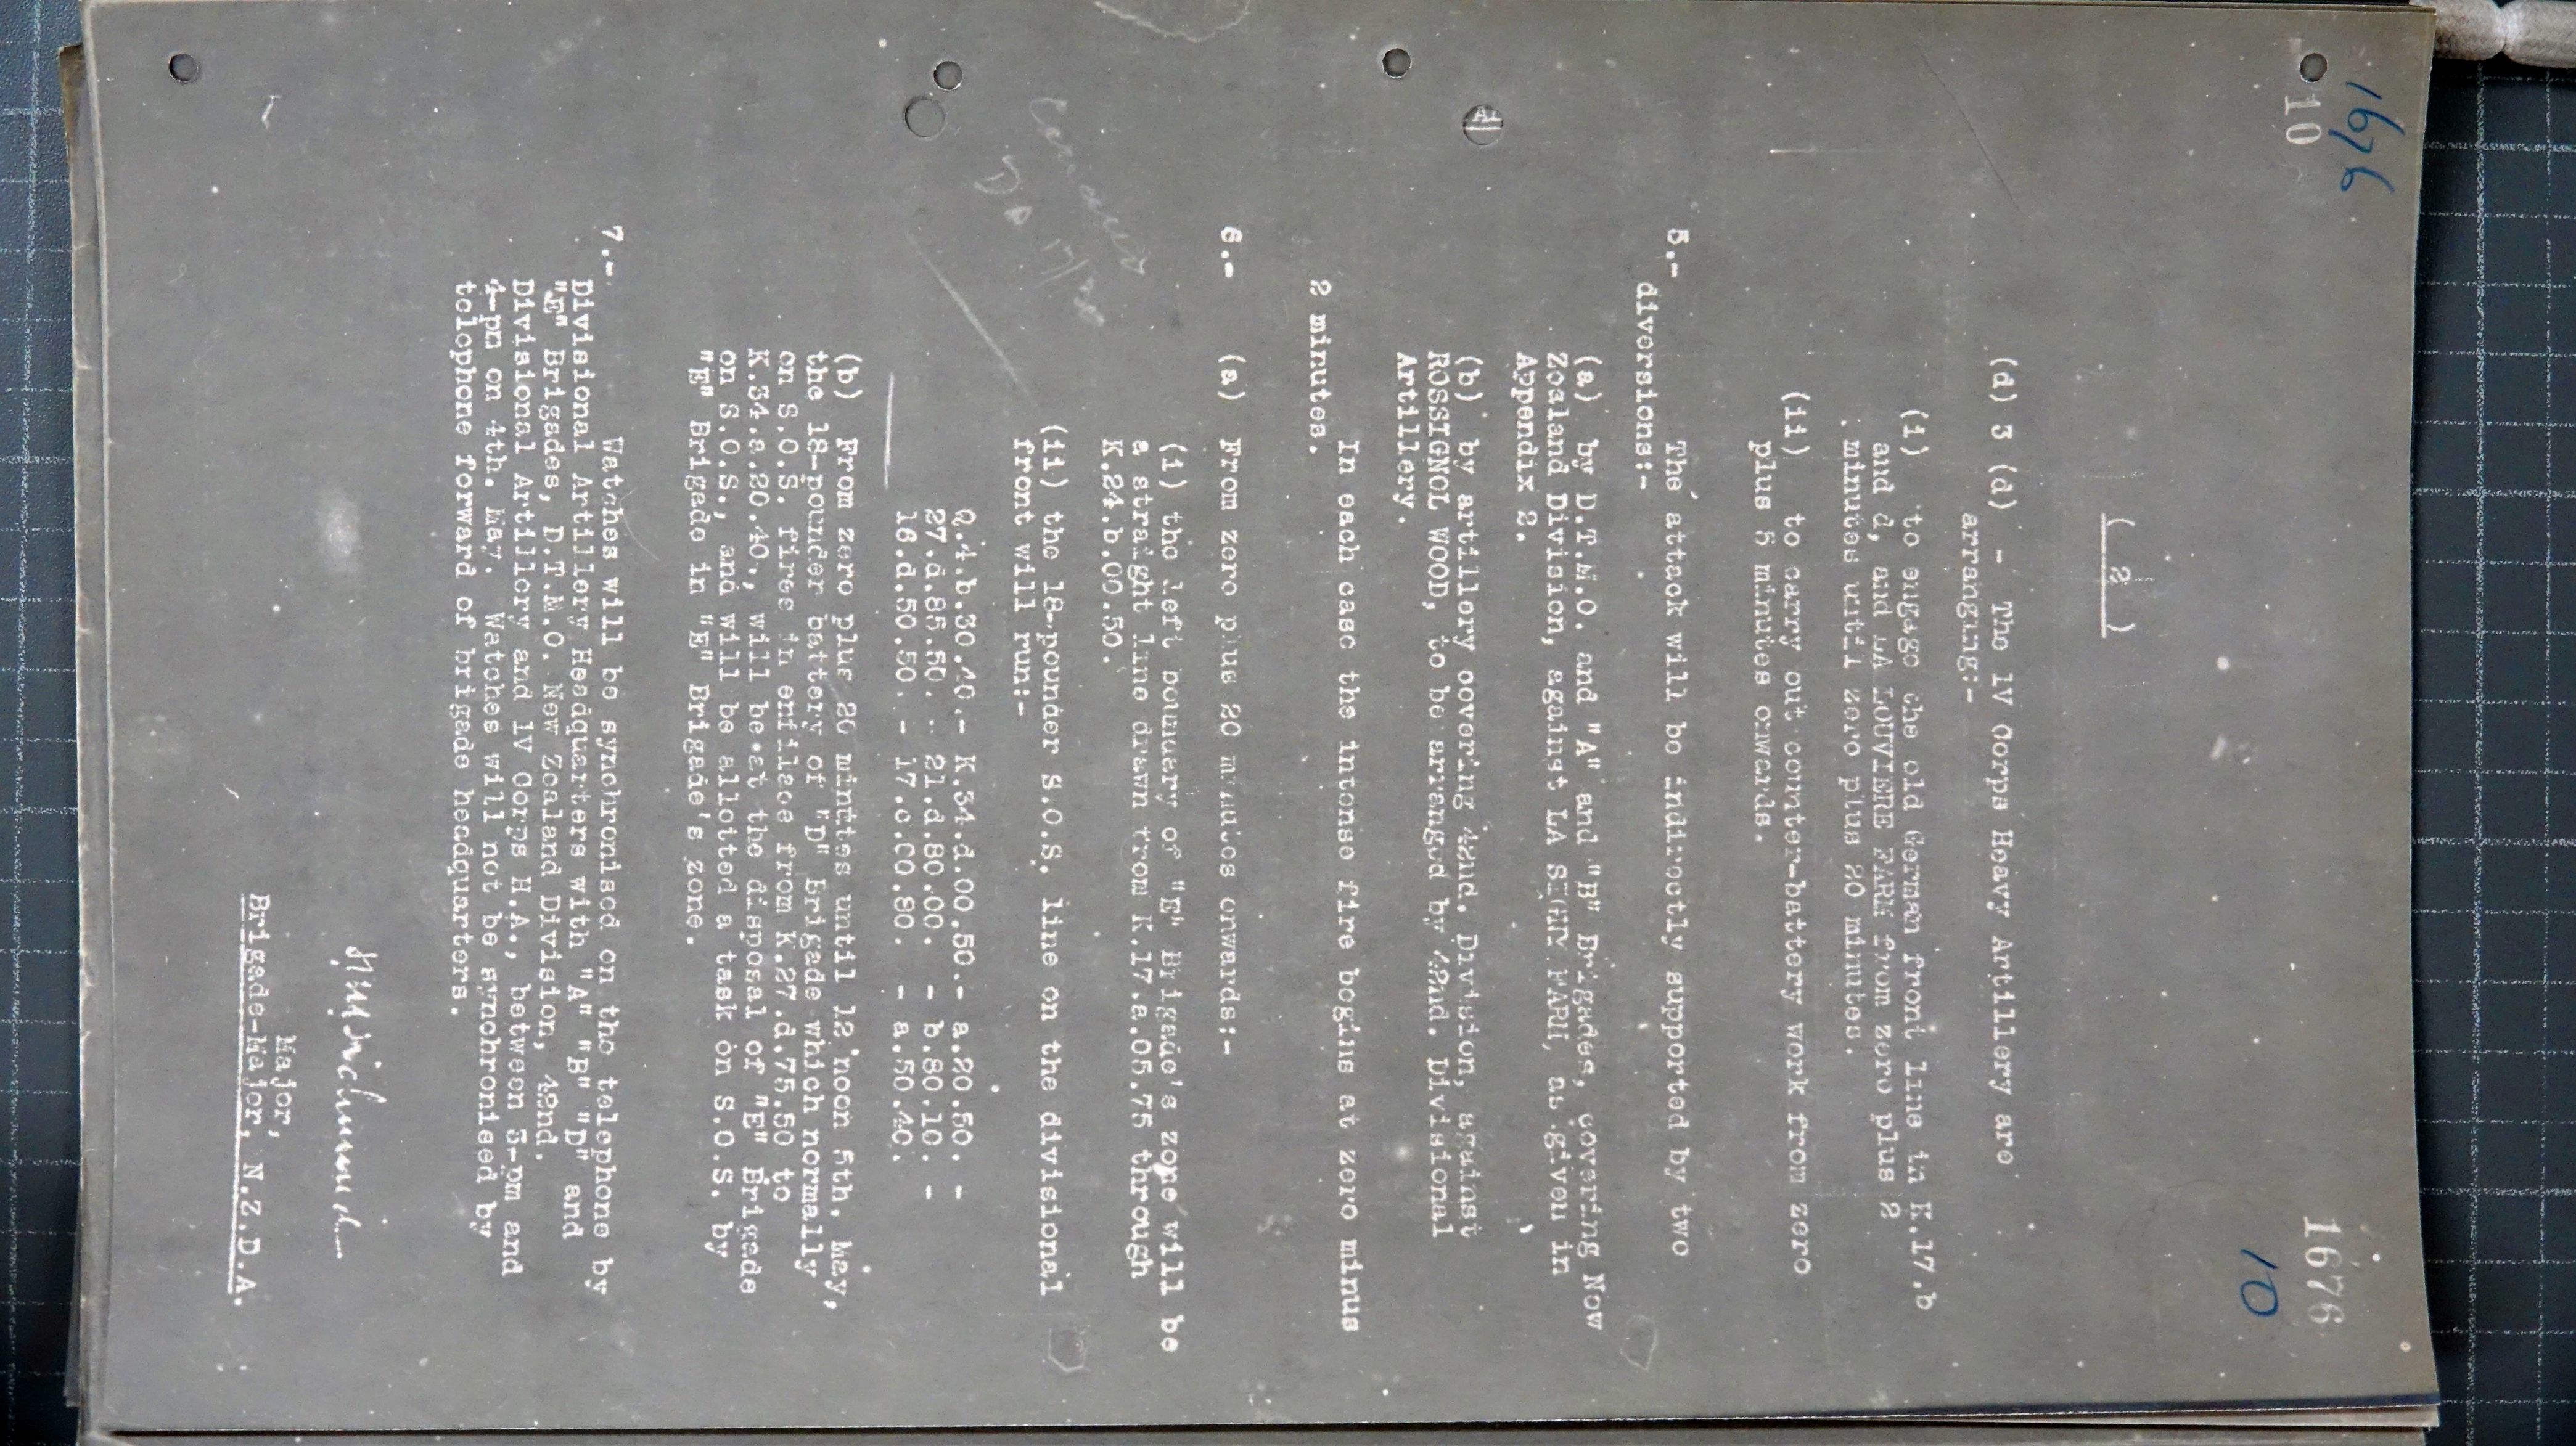 1676
10
1676
10
( 2 )
(d) 3 (d) - The IV Corps Heavy Artillery are
arranging:-
(i) to engage the old German front line in K.17.b
and d, and LA LOUVIERE FARM from zero plus 2
minutes until zero plus 20 minutes.
(ii) to carry out counter-battery work from zero
plus 5 minutes onwards.
5.- The attack will be indirectly supported by two
diversions:-
(a) by D.T.M.O. and "A" and "B" Brigades, covering New
Zealand Division, against LA SIGNY FARM, as given in
Appendix 2.
(b) by artillery covering 42nd. Division, against
ROSSIGNOL WOOD, to be arranged by 42nd. Divisional
Artillery.
In each case the intense fire begins at zero minus
2 minutes.
6.- (a) From zero plus 20 minutes onwards:-
(i) the left boundary of "E" Brigade's zone will be
a straight line drawn from K.17.a.05.75 through
K.24.b.00.50.
(ii) the 18-pounder S.O.S. line on the divisional
front will run:-
Q.4.b.30.40.- K.34.d.00.50.- a.20.50. -
27.d.85.50. - 21.d.80.00. - b.80.10. -
16.d.50.50. - 17.c.00.80. - a.50.40.
(b) From zero plus 20 minutes until 12 noon 5th. May,
the 18-pounder battery of "D" Brigade which normally
on S.O.S. fires in enfilade from K.27.d.75.50 to
K.34.a.20.40., will be at the disposal of "E" Brigade
on S.O.S., and will be allotted a task on S.O.S. by
"E" Brigade in "E" Brigade's zone.
7.- Watches will be synchronised on the telephone by
Divisional Artillery Headquarters with "A" "B" "D" and
"E" Brigades, D.T.M.O. New Zealand Division, 42nd.
Divisional Artillery and IV Corps H.A., between 3-pm and
4-pm on 4th. May. Watches will not be synchronised by
telephone forward of brigade headquarters.
Major,
Brigade-Major, N.Z.D.A.